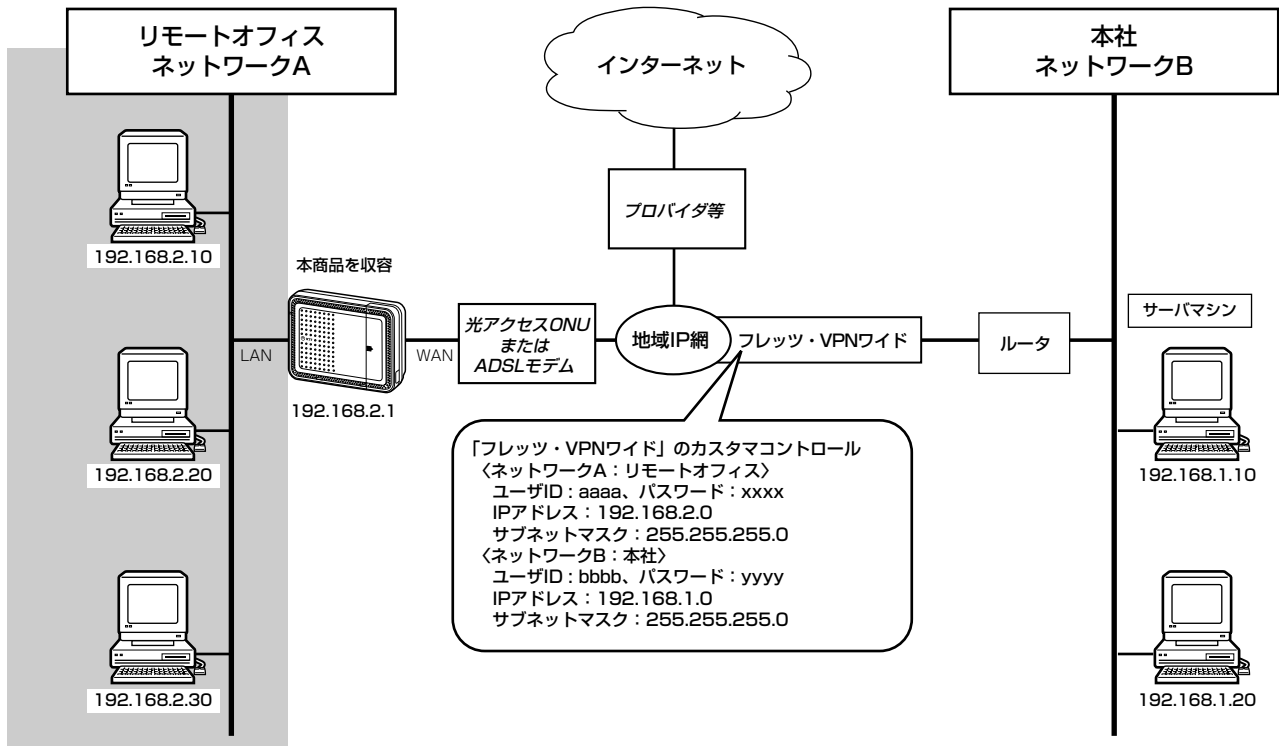 リモートオフィス
ネットワークA
インターネット
本社
ネットワークB
プロバイダ等
192.168.2.10
本商品を収容
LAN
WAN
192.168.2.1
光アクセスONU
または
ADSLモデム
地域IP網
フレッツ・VPNワイド
ルータ
サーバマシン
192.168.1.10
192.168.2.20
「フレッツ・VPNワイド」のカスタマコントロール
〈ネットワークA：リモートオフィス〉
ユーザID：aaaa、パスワード：xxxx
IPアドレス：192.168.2.0
サブネットマスク：255.255.255.0
〈ネットワークB：本社〉
ユーザID：bbbb、パスワード：yyyy
IPアドレス：192.168.1.0
サブネットマスク：255.255.255.0
192.168.2.30
192.168.1.20